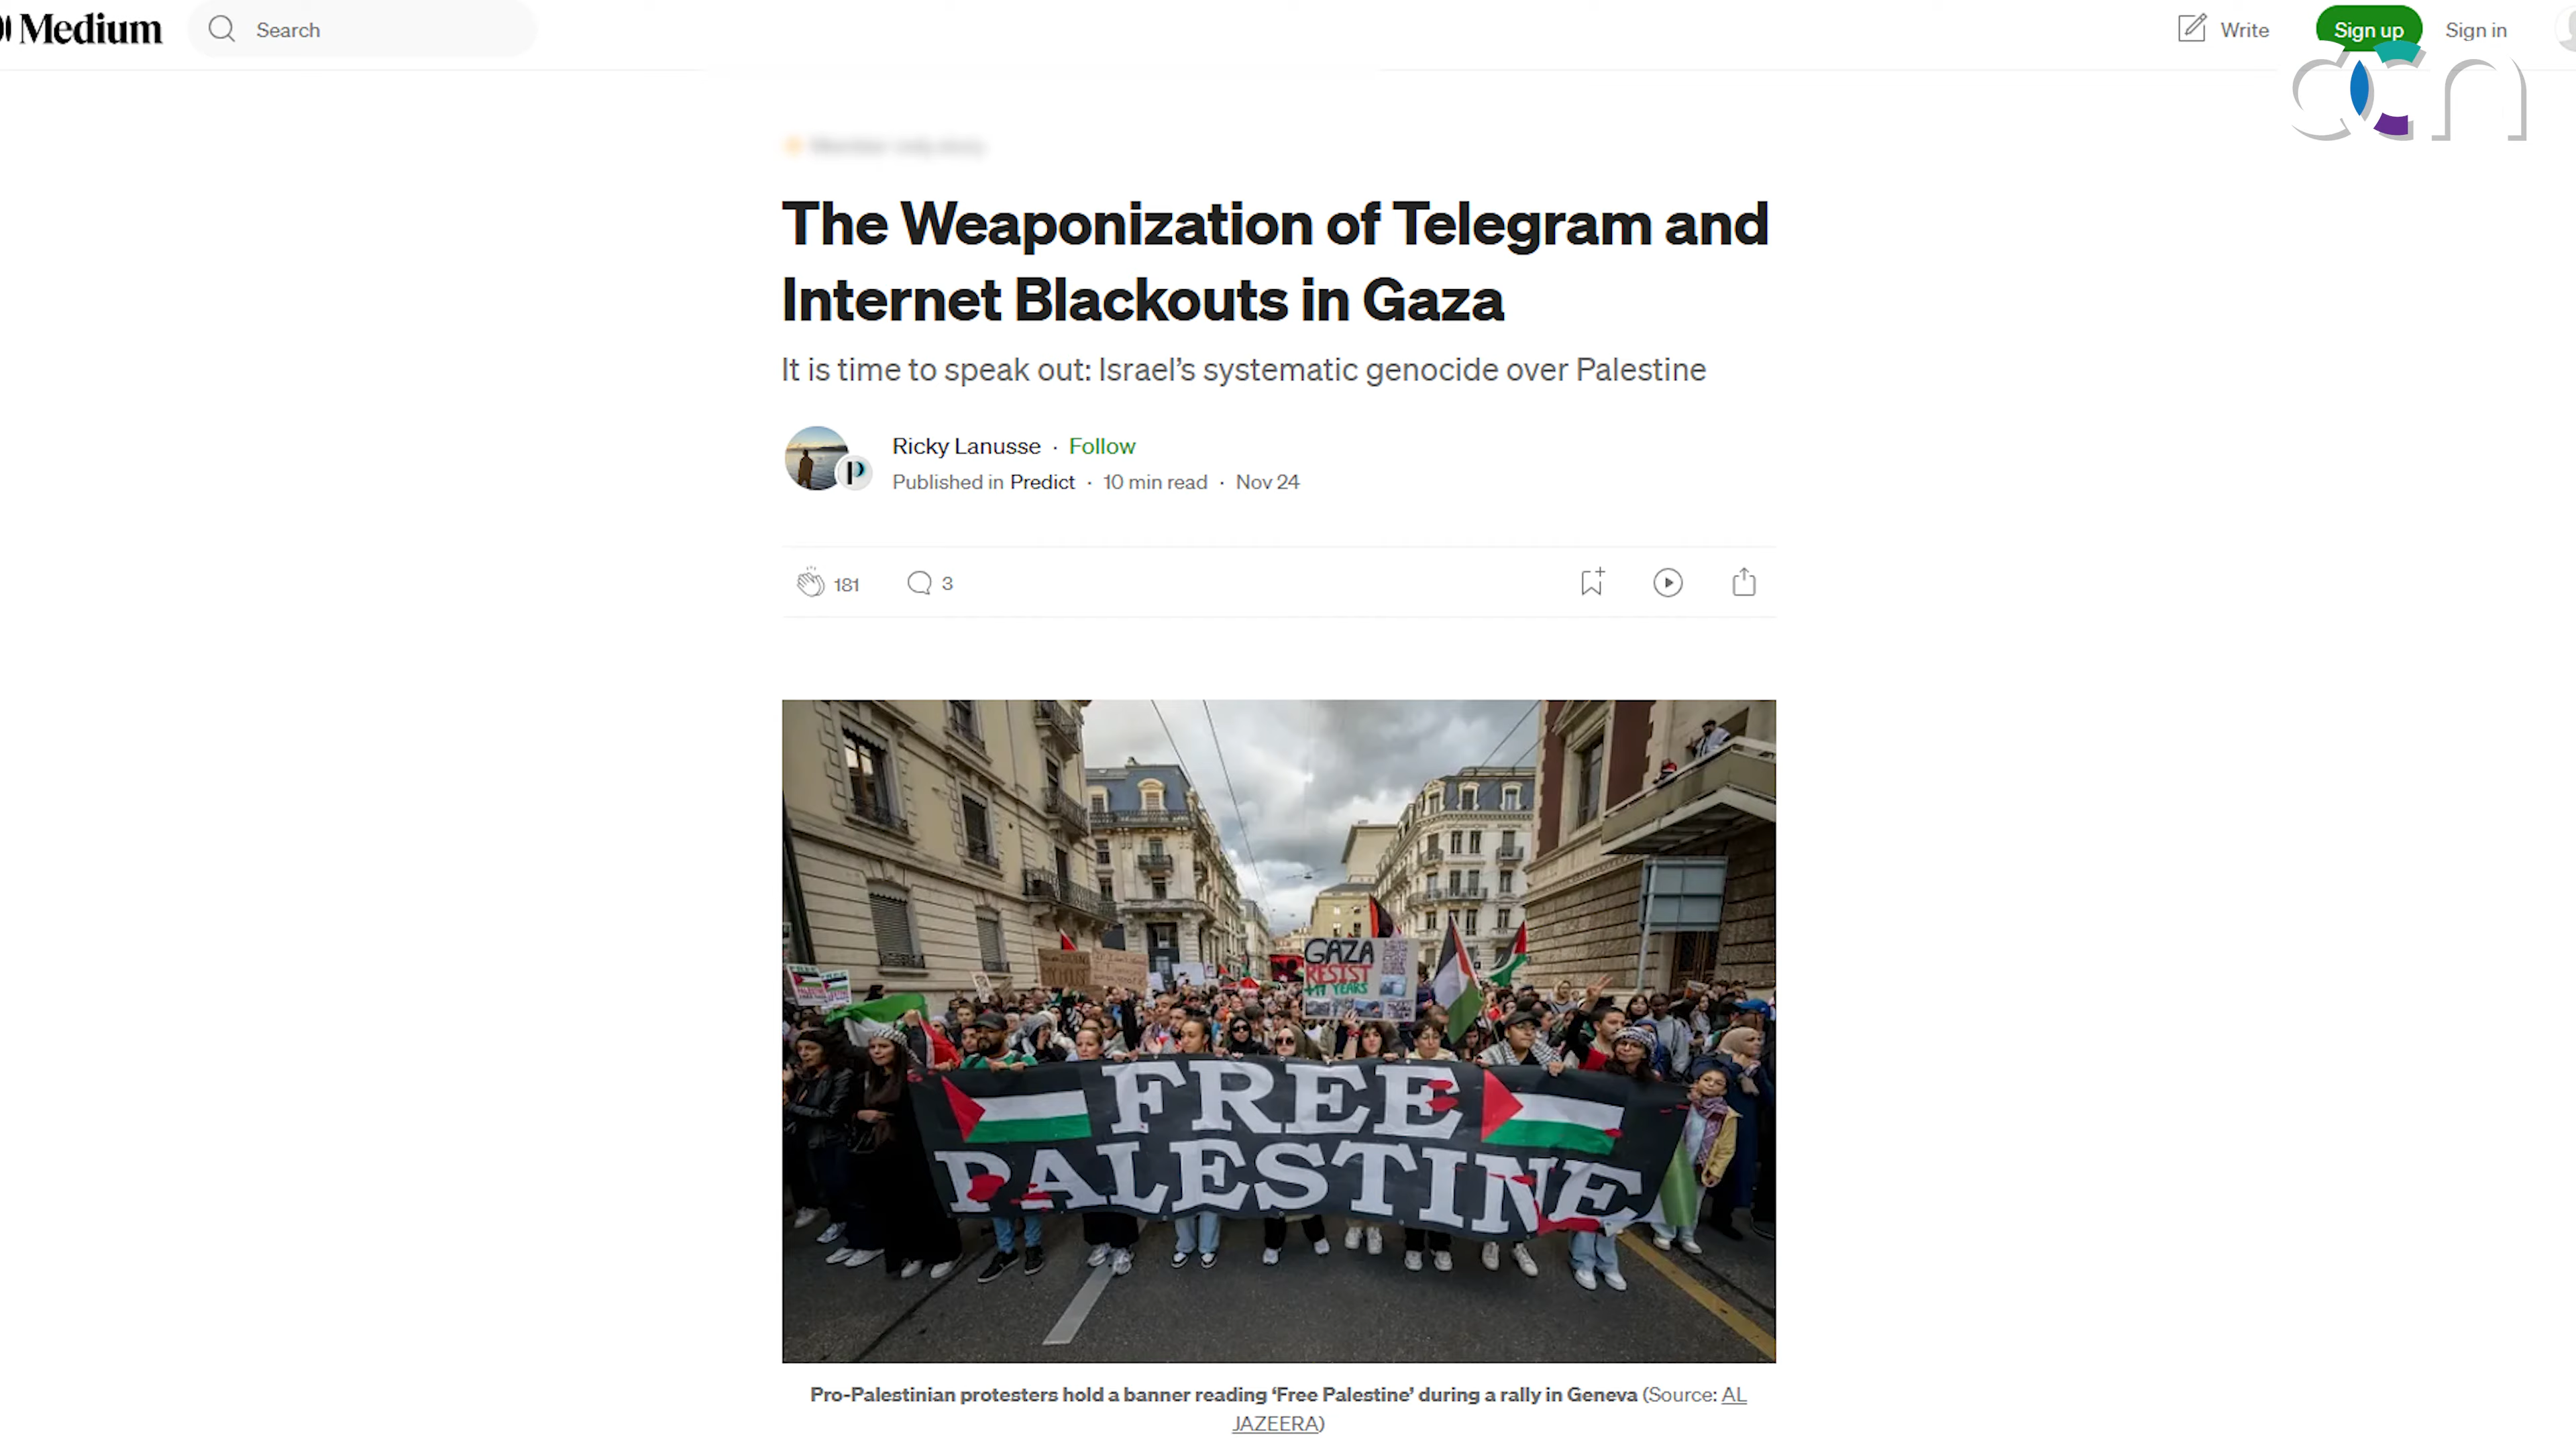 Medium
Search
Write
Sign up
Sign in
The Weaponization of Telegram and
Internet Blackouts in Gaza
It is time to speak out: Israel's systematic genocide over Palestine
Ricky Lanusse · Follow
P
Published in Predict · 10 min read · Nov 24
181
3
GAZA
RESIST
+17 YEARS
FREE
PALESTINE
Pro-Palestinian protesters hold a banner reading 'Free Palestine' during a rally in Geneva (Source: AL
JAZEERA)